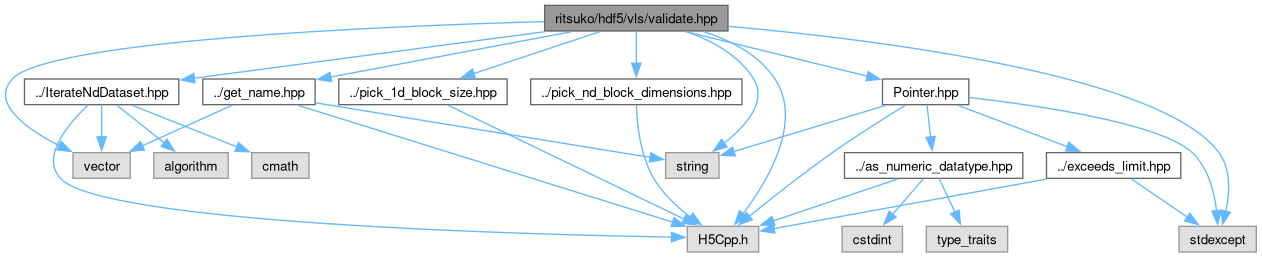 ritsuko/hdf5/vls/validate.hpp
../IterateNdDataset.hpp
../get_name.hpp
../pick_1d_block_size.hpp
../pick_nd_block_dimensions.hpp
Pointer.hpp
vector
algorithm
cmath
string
../as_numeric_datatype.hpp
../exceeds_limit.hpp
H5Cpp.h
cstdint
type_traits
stdexcept